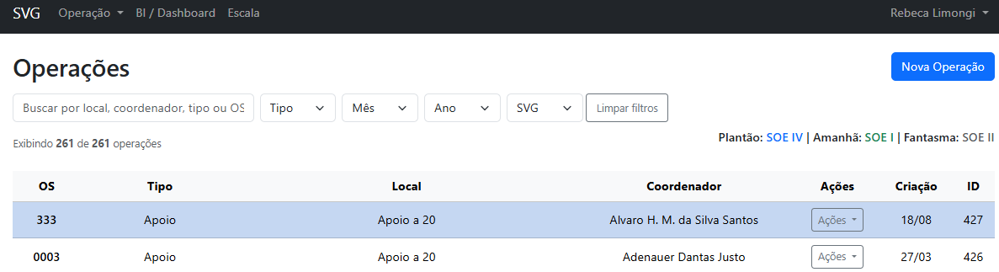 SVG Operação BI / Dashboard Escala Rebeca Limongi
Operações Nova Operação
Buscar por local, coordenador, tipo ou OS Tipo Mês Ano SVG Limpar filtros
Exibindo 261 de 261 operações Plantão: SOE IV | Amanhã: SOE I | Fantasma: SOE II
OS Tipo Local Coordenador Ações Criação ID
333 Apoio Apoio a 20 Alvaro H. M. da Silva Santos Ações 18/08 427
0003 Apoio Apoio a 20 Adenauer Dantas Justo Ações 27/03 426